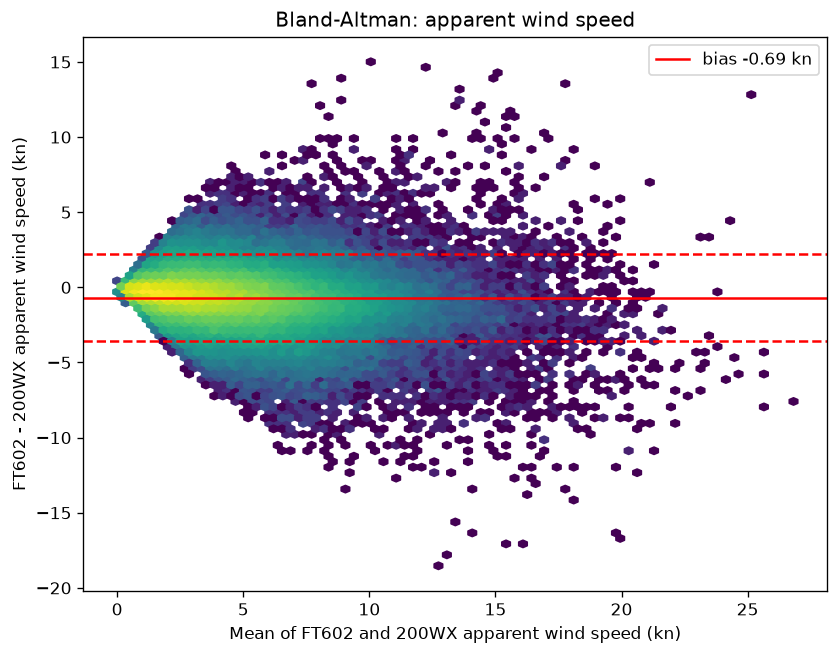 Bland-Altman: apparent wind speed
bias -0.69 kn
FT602 - 200WX apparent wind speed (kn)
15
10
5
0
−5
−10
−15
−20
0 5 10 15 20 25
Mean of FT602 and 200WX apparent wind speed (kn)